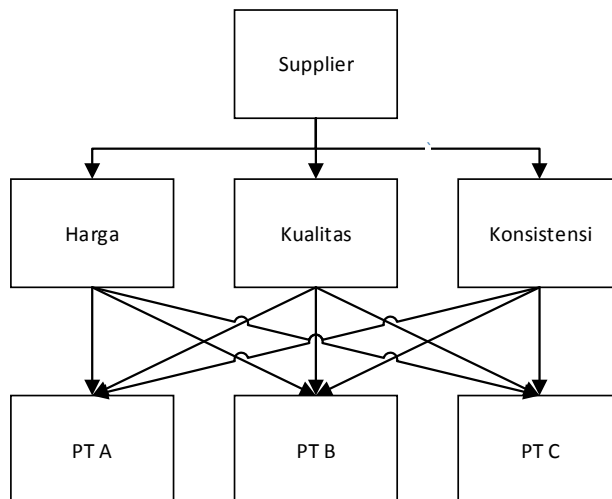 Supplier
Harga
Kualitas
Konsistensi
PT A
PT B
PT C